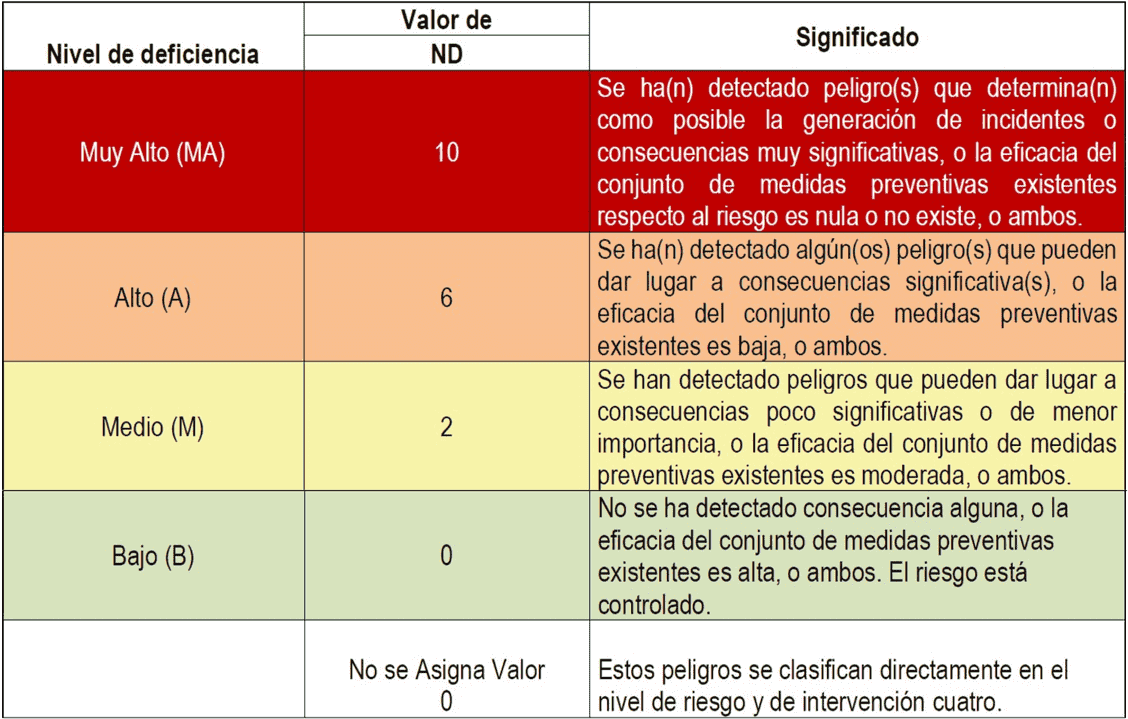 Nivel de deficiencia
Valor de
ND
Significado
Muy Alto (MA)
10
Se ha(n) detectado peligro(s) que determina(n)
como posible la generación de incidentes o
consecuencias muy significativas, o la eficacia del
conjunto de medidas preventivas existentes
respecto al riesgo es nula o no existe, o ambos.
Alto (A)
6
Se ha(n) detectado algún(os) peligro(s) que pueden
dar lugar a consecuencias significativa(s), o la
eficacia del conjunto de medidas preventivas
existentes es baja, o ambos.
Medio (M)
2
Se han detectado peligros que pueden dar lugar a
consecuencias poco significativas o de menor
importancia, o la eficacia del conjunto de medidas
preventivas existentes es moderada, o ambos.
Bajo (B)
0
No se ha detectado consecuencia alguna, o la
eficacia del conjunto de medidas preventivas
existentes es alta, o ambos. El riesgo está
controlado.
No se Asigna Valor
0
Estos peligros se clasifican directamente en el
nivel de riesgo y de intervención cuatro.